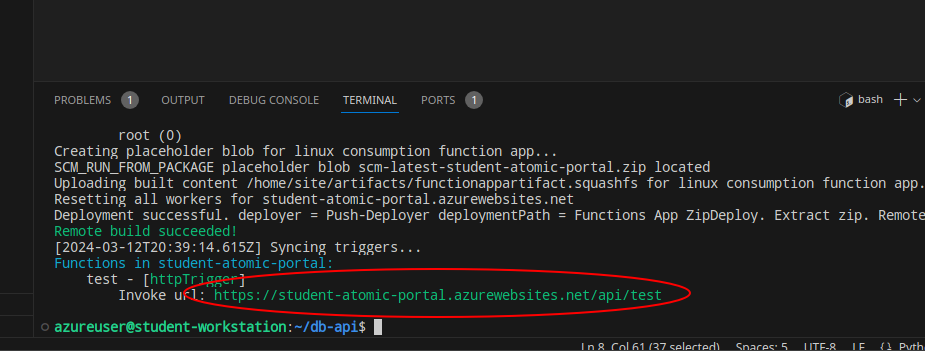 PROBLEMS 1 OUTPUT DEBUG CONSOLE TERMINAL PORTS 1 bash
root (0)
Creating placeholder blob for linux consumption function app...
SCM_RUN_FROM_PACKAGE placeholder blob scm-latest-student-atomic-portal.zip located
Uploading built content /home/site/artifacts/functionappartifact.squashfs for linux consumption function app.
Resetting all workers for student-atomic-portal.azurewebsites.net
Deployment successful. deployer = Push-Deployer deploymentPath = Functions App ZipDeploy. Extract zip. Remote
Remote build succeeded!
[2024-03-12T20:39:14.615Z] Syncing triggers...
Functions in student-atomic-portal:
test - [httpTrigger]
Invoke url: https://student-atomic-portal.azurewebsites.net/api/test
azureuser@student-workstation:~/db-api$
Ln 8, Col 61 (37 selected) Spaces: 5 UTF-8 LF {} Pyth